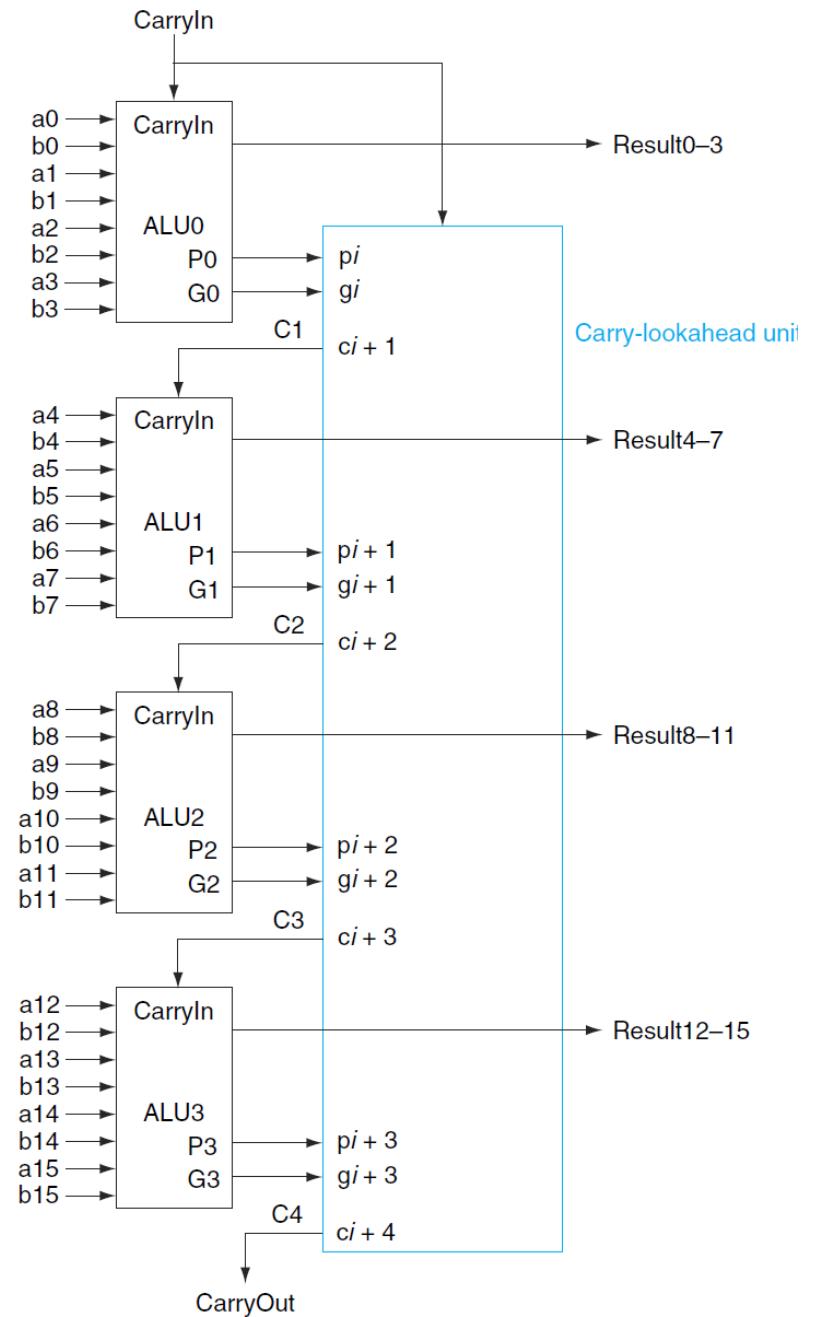 CarryIn
a0
b0
a1
b1
a2
b2
a3
b3
CarryIn
ALU0
P0
G0
Result0–3
pi
gi
C1
ci + 1
Carry-lookahead unit
a4
b4
a5
b5
a6
b6
a7
b7
CarryIn
ALU1
P1
G1
Result4–7
pi + 1
gi + 1
C2
ci + 2
a8
b8
a9
b9
a10
b10
a11
b11
CarryIn
ALU2
P2
G2
Result8–11
pi + 2
gi + 2
C3
ci + 3
a12
b12
a13
b13
a14
b14
a15
b15
CarryIn
ALU3
P3
G3
Result12–15
pi + 3
gi + 3
C4
ci + 4
CarryOut